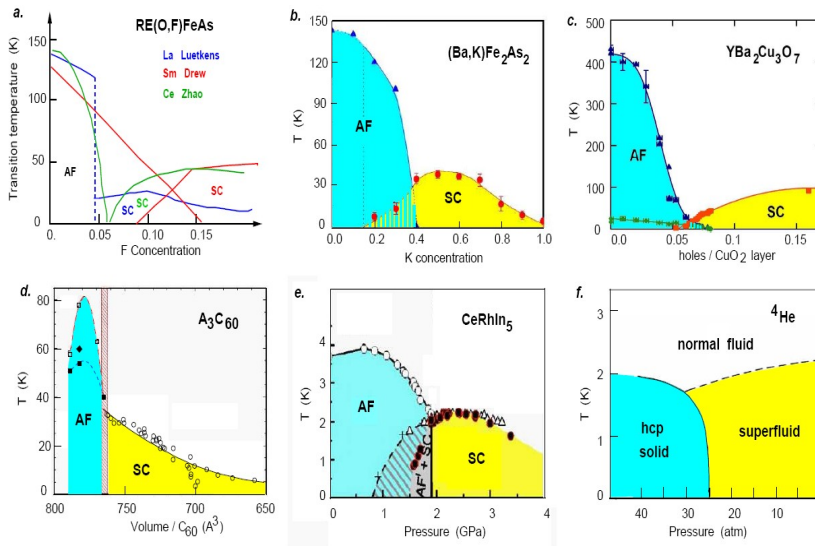 a.
RE(O,F)FeAs
La Luetkens
Sm Drew
Ce Zhao
Transition temperature (K)
150
100
50
0.
AF
SC
SC
SC
0.
0.05
0.10
0.15
F Concentration
b.
(Ba,K)Fe2As2
T (K)
150
120
90
60
30
0
AF
SC
0.0
0.2
0.4
0.6
0.8
1.0
K concentration
c.
YBa2Cu3O7
T (K)
500
400
300
200
100
0
AF
SC
0.0
0.05
0.10
0.15
holes / CuO2 layer
d.
A3C60
T (K)
80
60
40
20
0
AF
SC
800
750
700
650
Volume / C60 (A3)
e.
CeRhIn5
T (K)
4
3
2
1
0
AF
AF + SC
SC
0
1
2
3
4
Pressure (GPa)
f.
4He
normal fluid
T (K)
3
2
1
0
hcp
solid
superfluid
40
30
20
10
0
Pressure (atm)